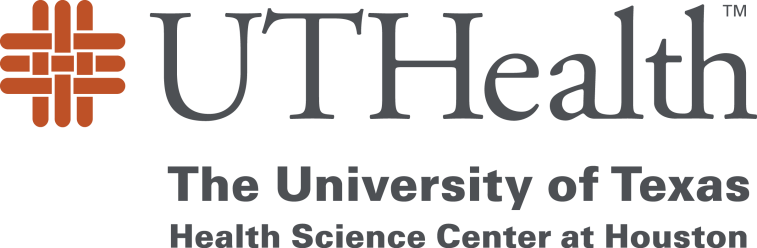 UTHealth™
The University of Texas
Health Science Center at Houston